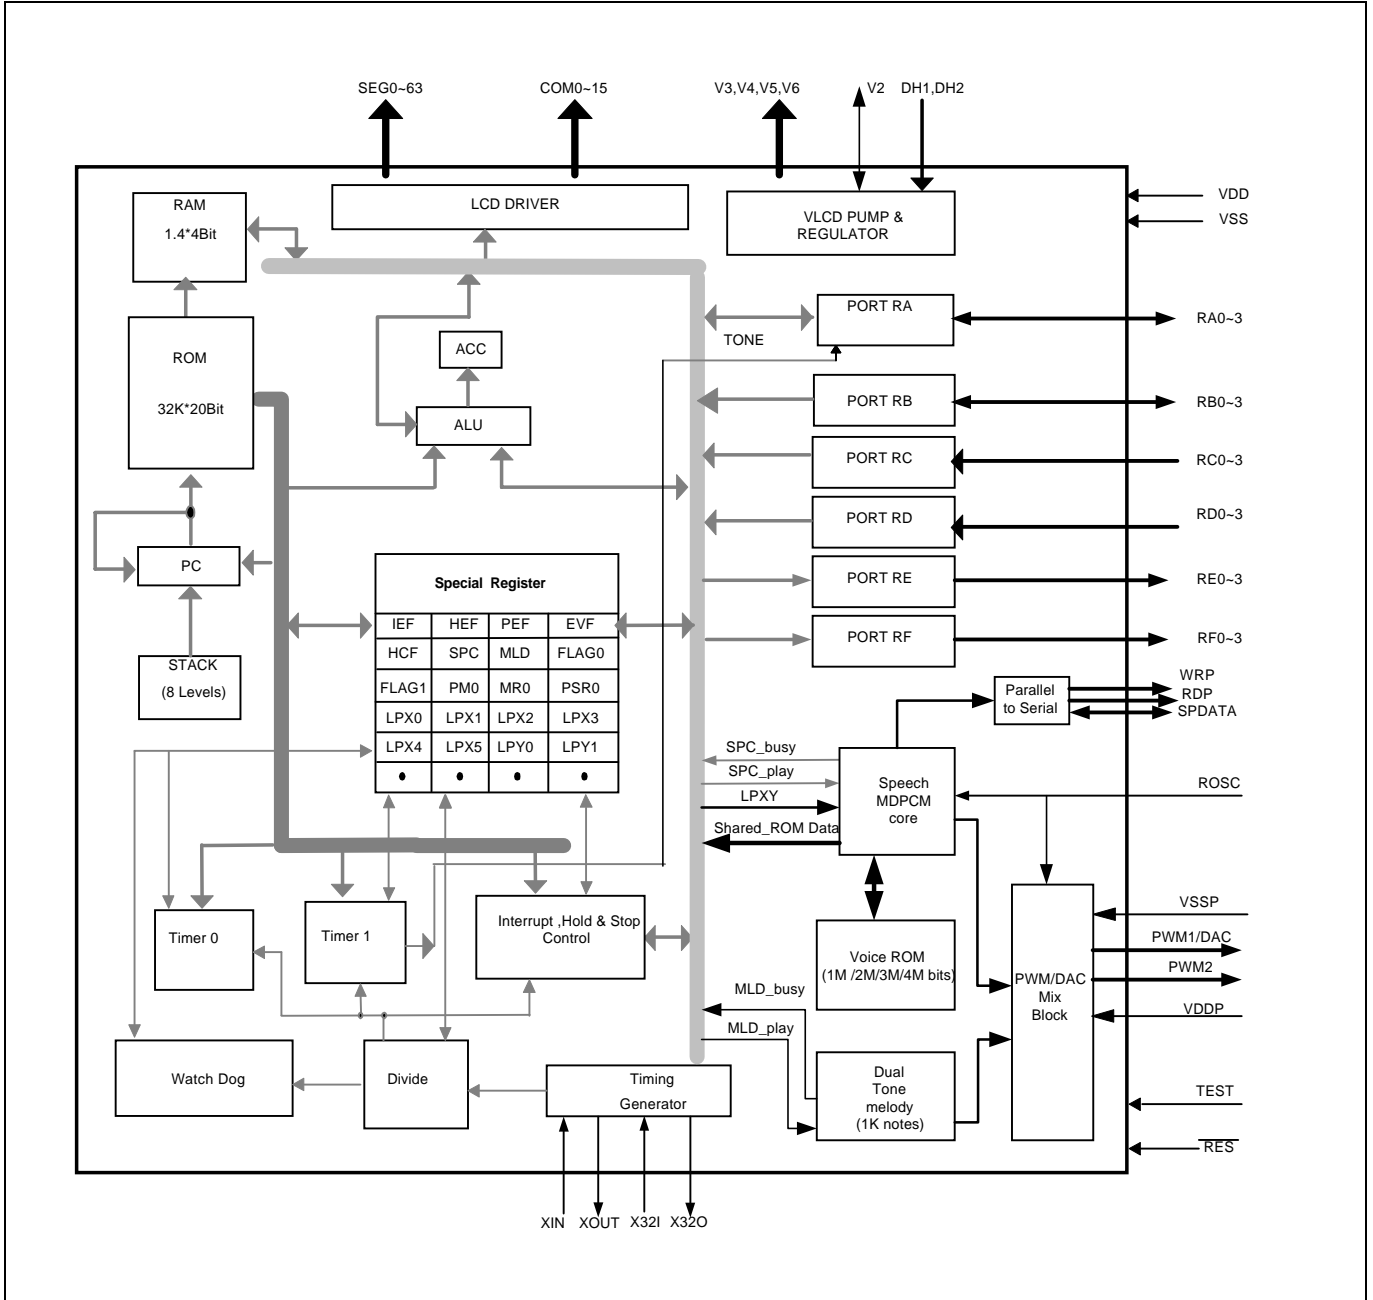 SEG0~63 COM0~15 V3,V4,V5,V6 V2 DH1,DH2
RAM
1.4*4Bit
LCD DRIVER
VLCD PUMP &
REGULATOR
VDD
VSS
ROM
32K*20Bit
ACC
ALU
TONE
PORT RA
RA0~3
PORT RB
RB0~3
PORT RC
RC0~3
PORT RD
RD0~3
PORT RE
RE0~3
PORT RF
RF0~3
PC
STACK
(8 Levels)
Special Register
IEF HEF PEF EVF
HCF SPC MLD FLAG0
FLAG1 PM0 MR0 PSR0
LPX0 LPX1 LPX2 LPX3
LPX4 LPX5 LPY0 LPY1
Parallel
to Serial
WRP
RDP
SPDATA
SPC_busy
SPC_play
LPXY
Shared_ROM Data
Speech
MDPCM
core
ROSC
Timer 0
Timer 1
Interrupt ,Hold & Stop
Control
Voice ROM
(1M /2M/3M/4M bits)
VSSP
PWM1/DAC
PWM2
VDDP
PWM/DAC
Mix
Block
MLD_busy
MLD_play
Watch Dog
Divide
Timing
Generator
Dual
Tone
melody
(1K notes)
TEST
RES
XIN XOUT X32I X32O